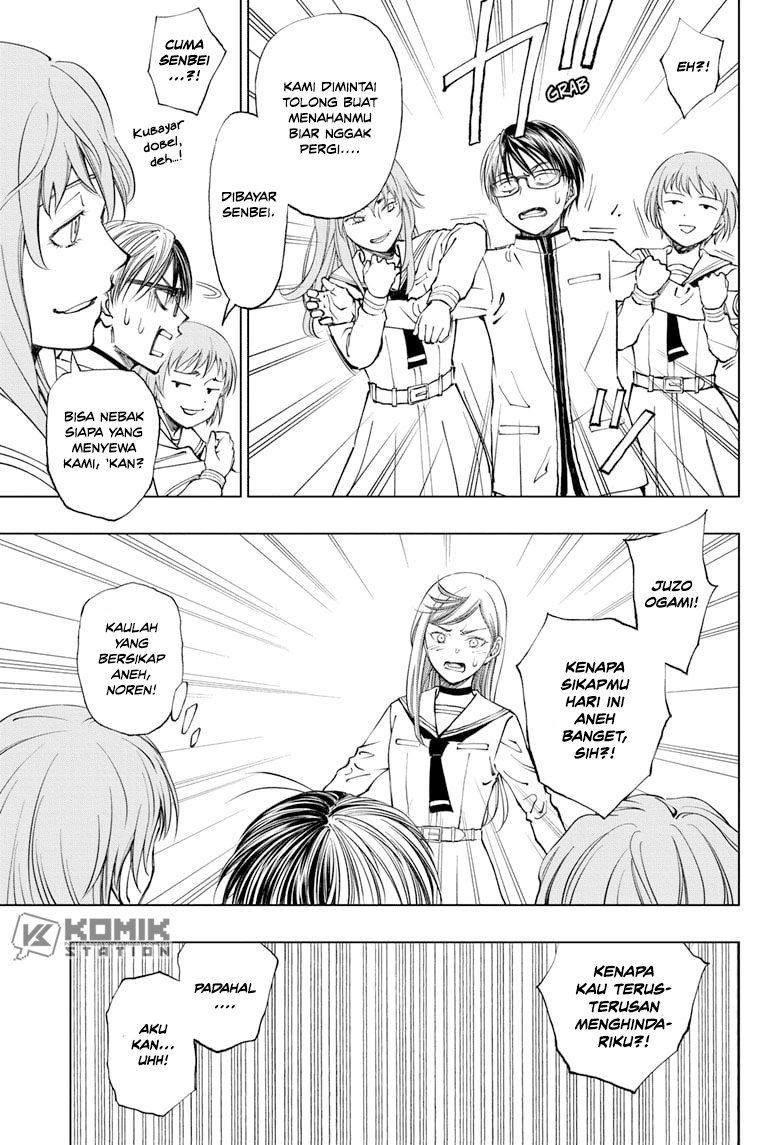 EH?!
ガ
GRAB
KAMI DIMINTAI
TOLONG BUAT
MENAHANMU
BIAR NGGAK
PERGI....
DIBAYAR
SENBEI.
CUMA
SENBEI
...?!
Kubayar
dobel,
deh...!
BISA NEBAK
SIAPA YANG
MENYEWA
KAMI, 'KAN?
JUZO
OGAMI!
KENAPA
SIKAPMU
HARI INI
ANEH
BANGET,
SIH?!
KAULAH
YANG
BERSIKAP
ANEH,
NOREN!
KENAPA
KAU TERUS-
TERUSAN
MENGHINDA-
RIKU?!
PADAHAL
....
AKU
KAN...
UHH!
KOMIK
STATION